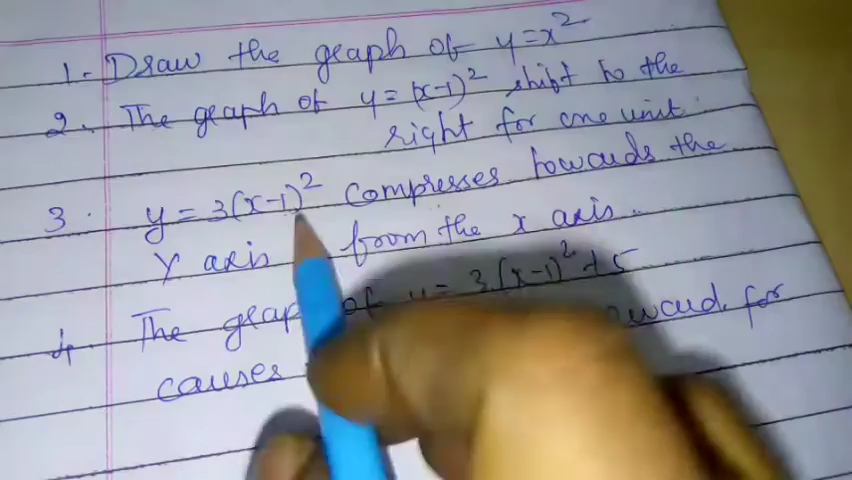 1. Draw the graph of y=x²
2. The graph of y=(x-1)² shift to the
right for one unit.
3. y = 3(x-1)² compresses towards the
Y axis from the x axis.
4. The of y = 3(x-1)²+5
for
causes